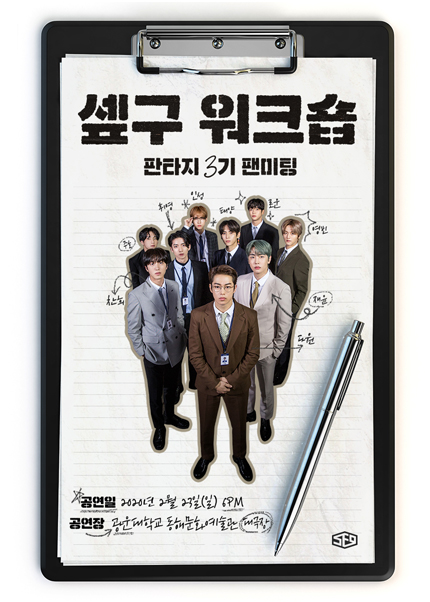 셒구 워크숍
판타지 3기 팬미팅
휘영
인성
태양
로운
영빈
주호
찬희
재윤
다원
공연일 2020년 2월 23일(일) 6PM
공연장 광운대학교 동해문화예술관 대극장
SF9